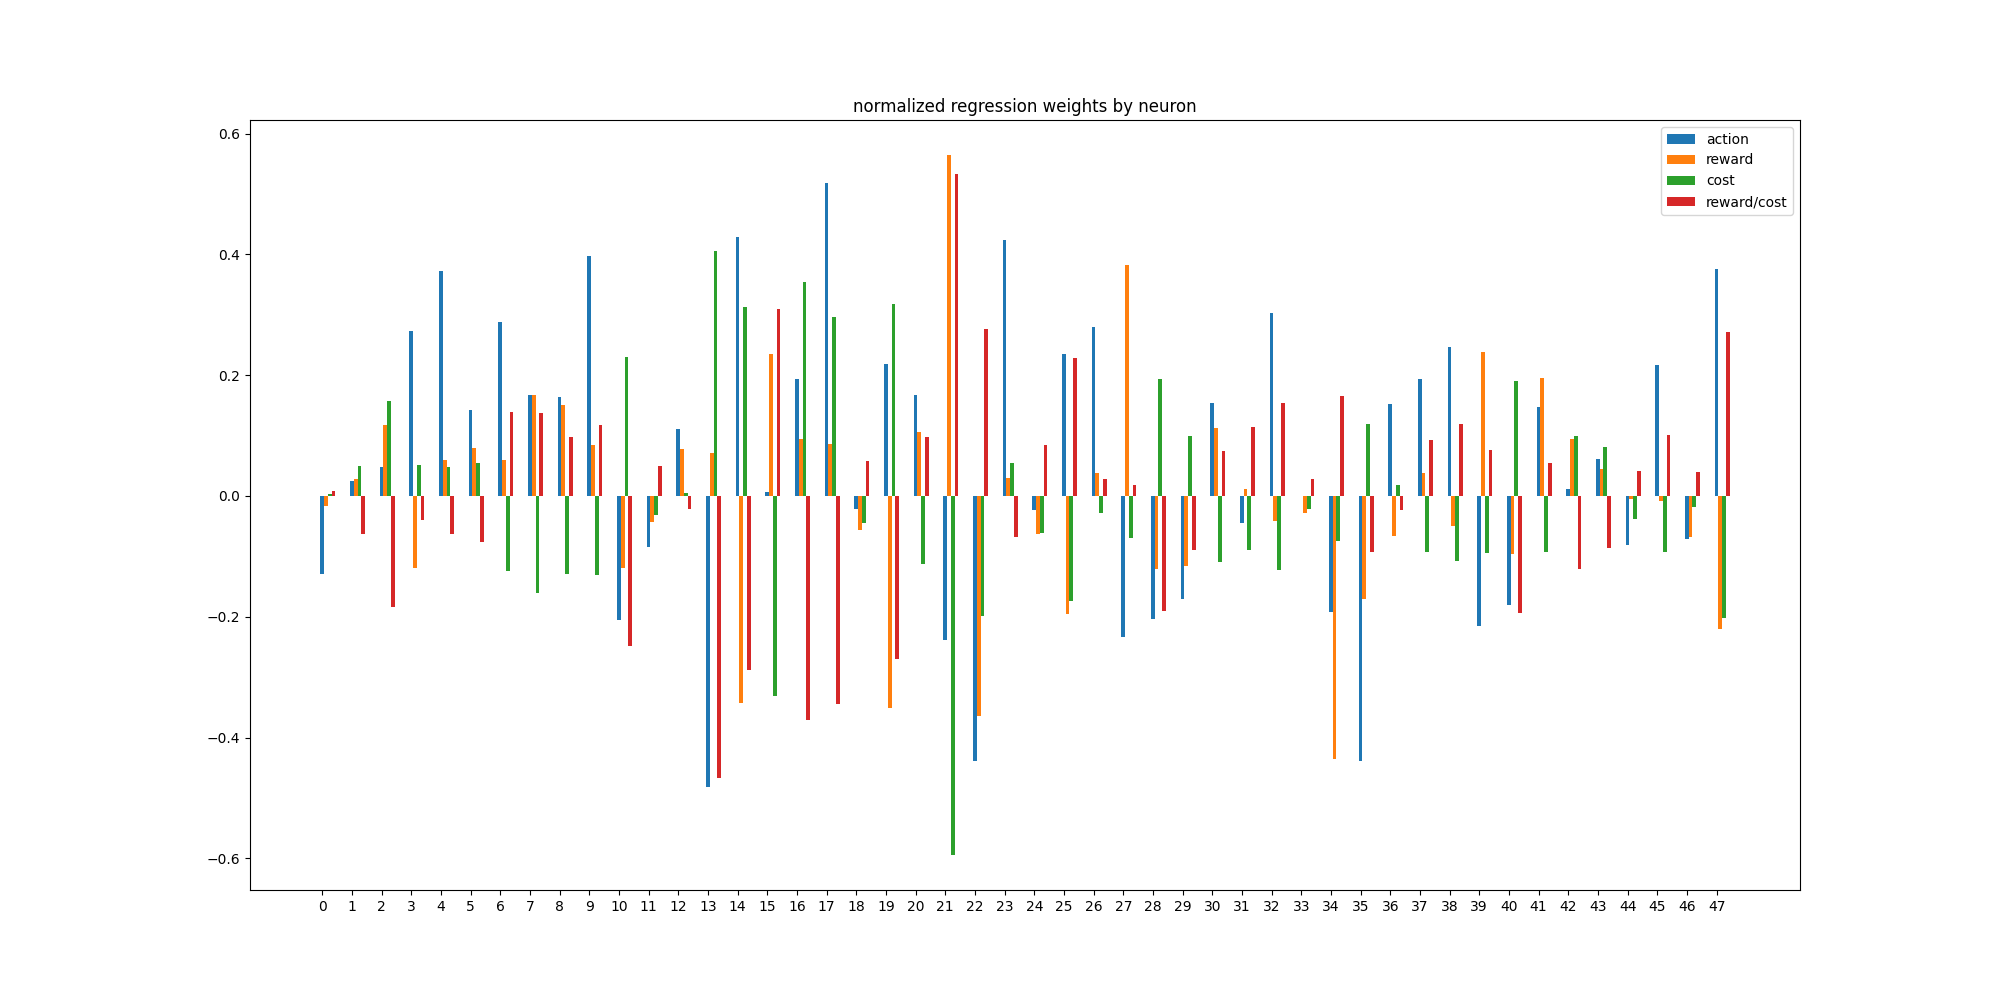 normalized regression weights by neuron
action
reward
cost
reward/cost
0.6
0.4
0.2
0.0
−0.2
−0.4
−0.6
0 1 2 3 4 5 6 7 8 9 10 11 12 13 14 15 16 17 18 19 20 21 22 23 24 25 26 27 28 29 30 31 32 33 34 35 36 37 38 39 40 41 42 43 44 45 46 47